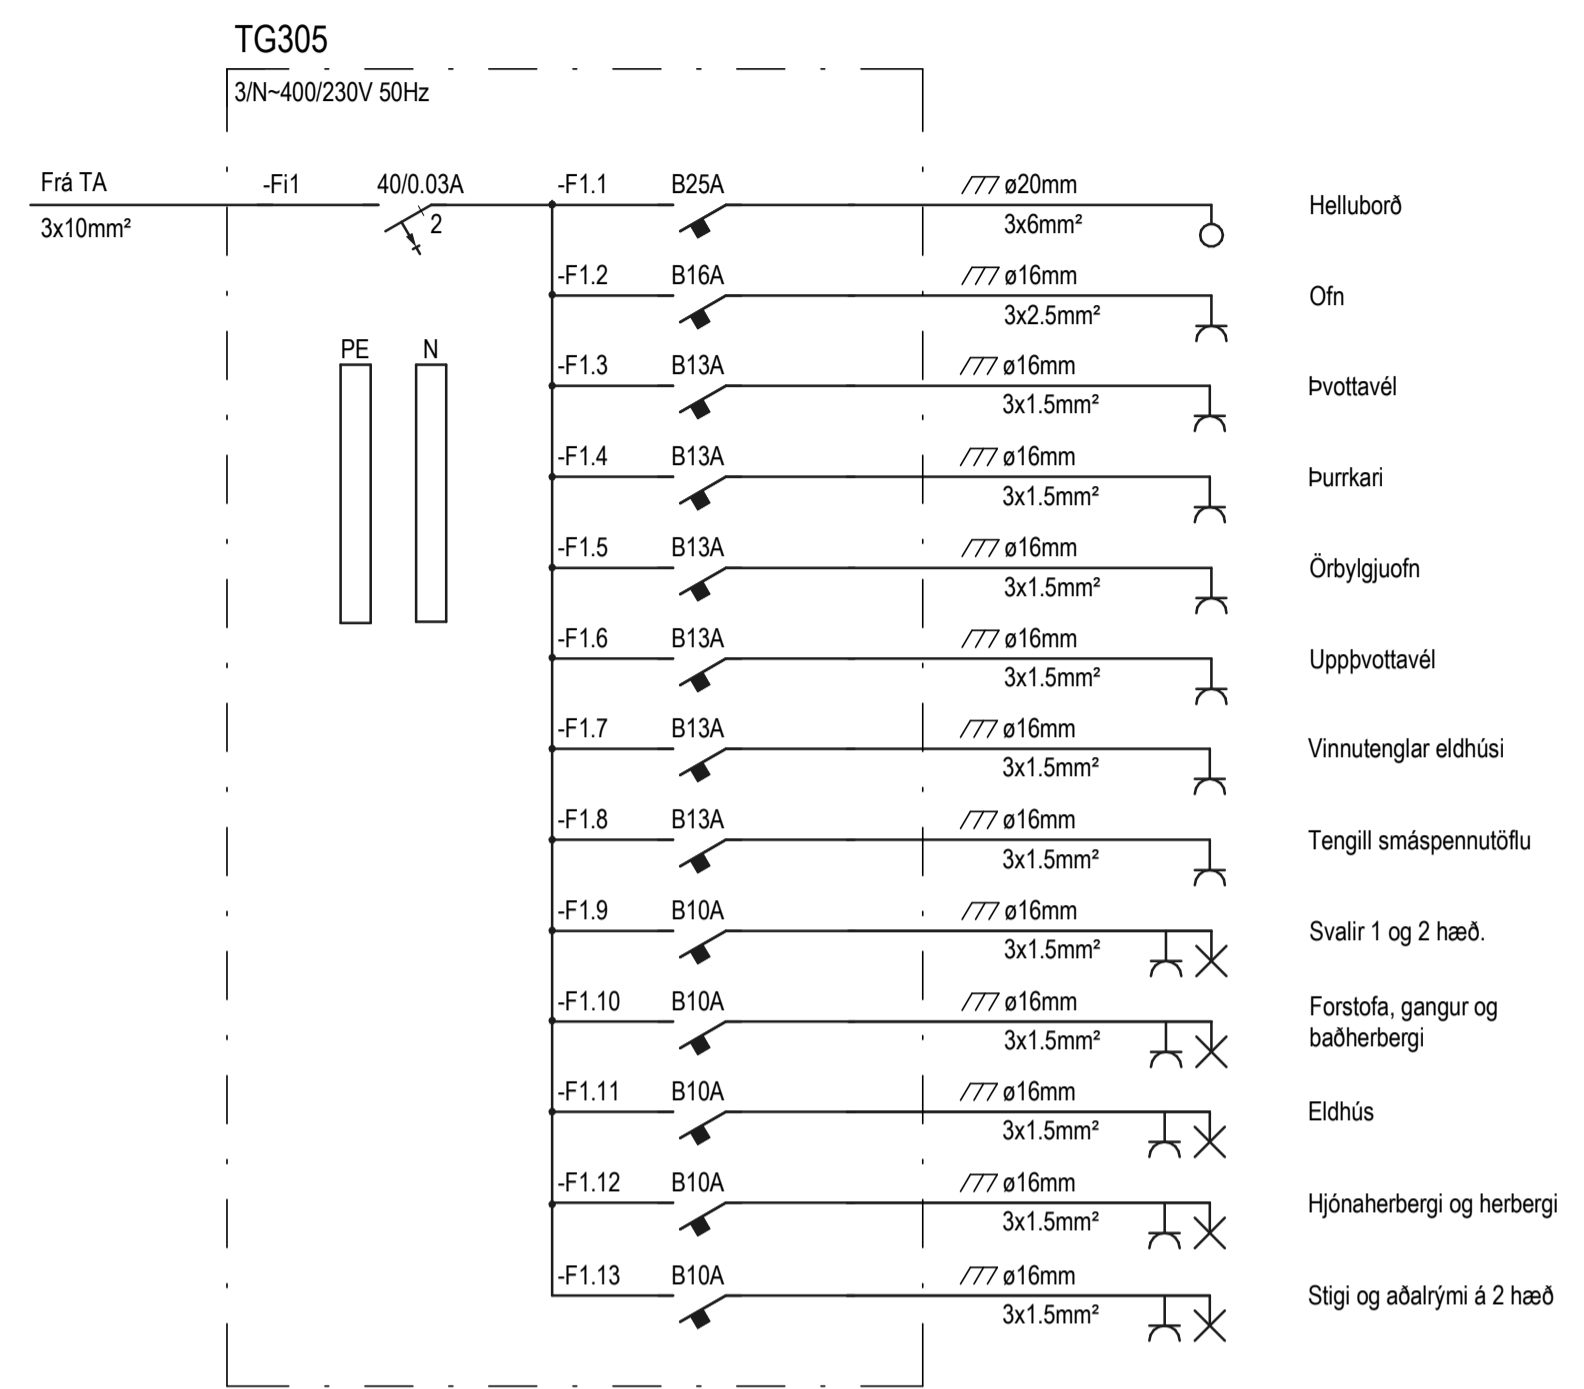 TG305
3/N~400/230V 50Hz
Frá TA
3x10mm²
-Fi1
40/0.03A
2
PE
N
-F1.1 B25A ø20mm
3x6mm²
Helluborð
-F1.2 B16A ø16mm
3x2.5mm²
Ofn
-F1.3 B13A ø16mm
3x1.5mm²
Þvottavél
-F1.4 B13A ø16mm
3x1.5mm²
Þurrkari
-F1.5 B13A ø16mm
3x1.5mm²
Örbylgjuofn
-F1.6 B13A ø16mm
3x1.5mm²
Uppþvottavél
-F1.7 B13A ø16mm
3x1.5mm²
Vinnutenglar eldhúsi
-F1.8 B13A ø16mm
3x1.5mm²
Tengill smáspennutöflu
-F1.9 B10A ø16mm
3x1.5mm²
Svalir 1 og 2 hæð.
-F1.10 B10A ø16mm
3x1.5mm²
Forstofa, gangur og
baðherbergi
-F1.11 B10A ø16mm
3x1.5mm²
Eldhús
-F1.12 B10A ø16mm
3x1.5mm²
Hjónaherbergi og herbergi
-F1.13 B10A ø16mm
3x1.5mm²
Stigi og aðalrými á 2 hæð